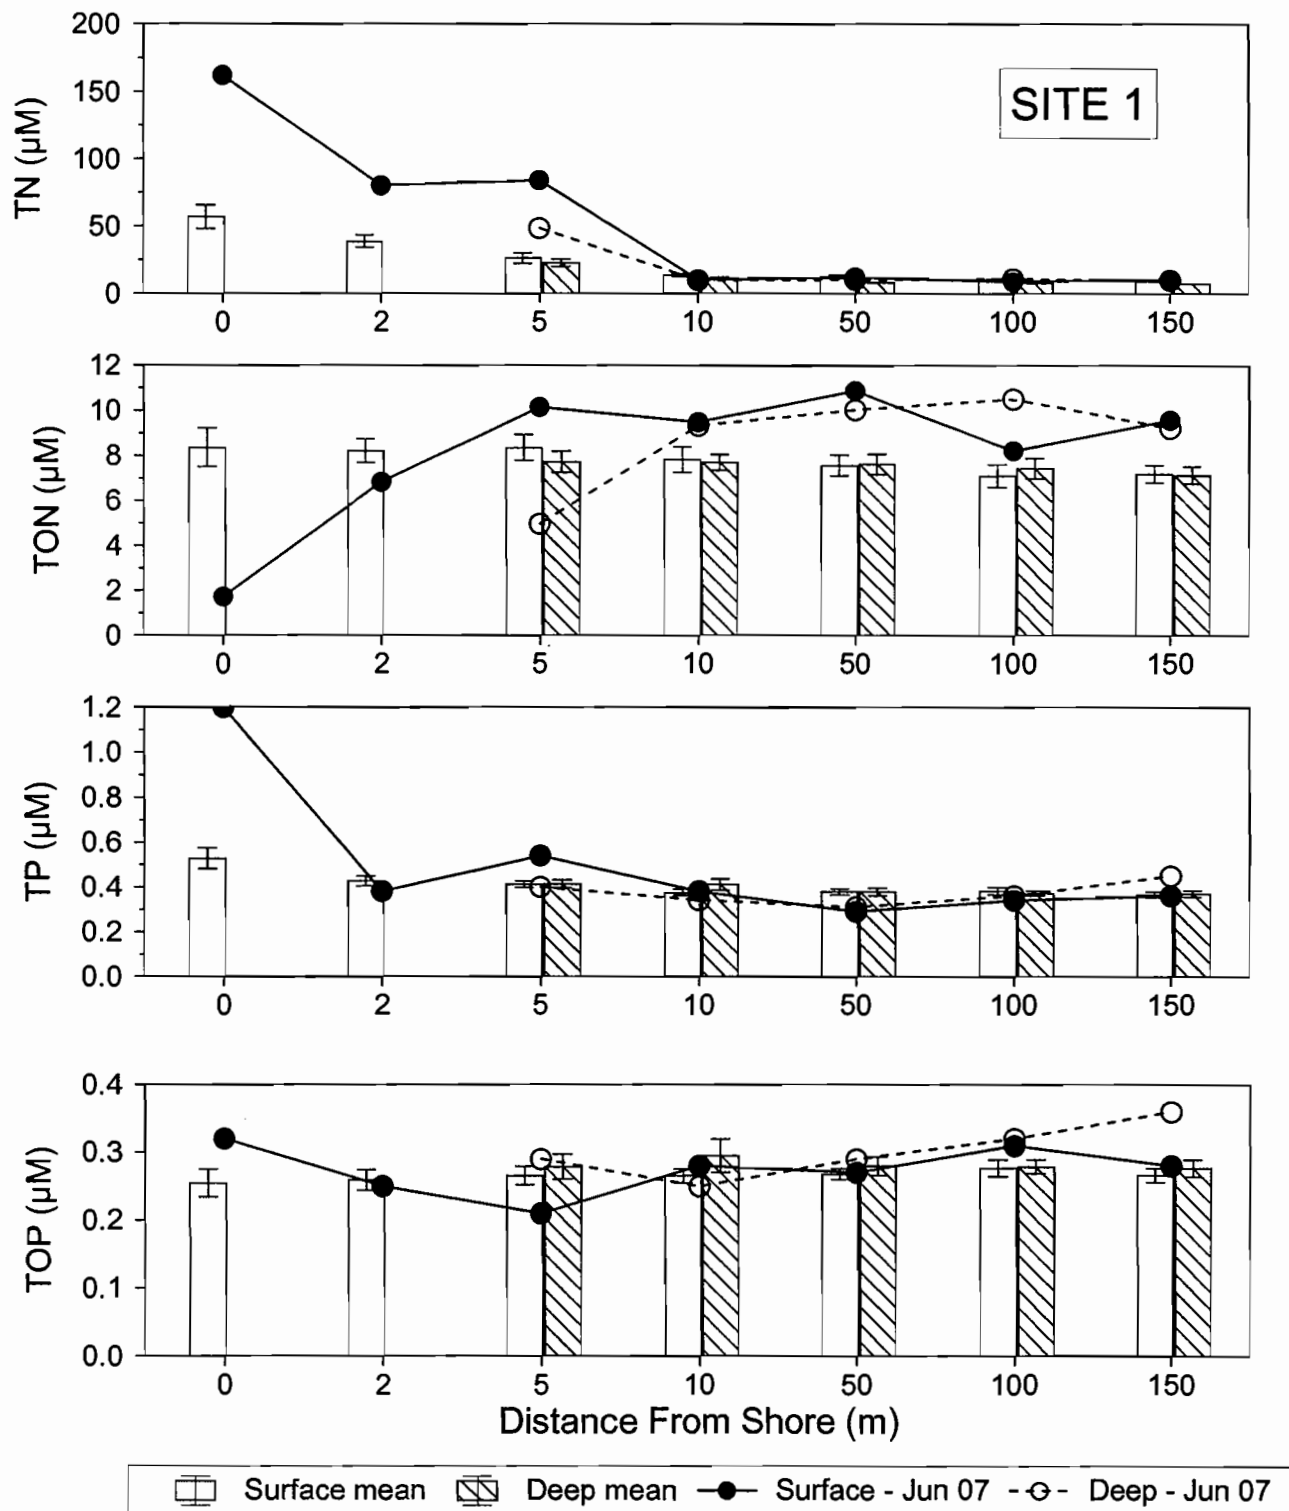 200
150
100
50
0
TN (µM)
SITE 1
0 2 5 10 50 100 150
12
10
8
6
4
2
0
TON (µM)
0 2 5 10 50 100 150
1.2
1.0
0.8
0.6
0.4
0.2
0.0
TP (µM)
0 2 5 10 50 100 150
0.4
0.3
0.2
0.1
0.0
TOP (µM)
0 2 5 10 50 100 150
Distance From Shore (m)
Surface mean Deep mean Surface - Jun 07 Deep - Jun 07